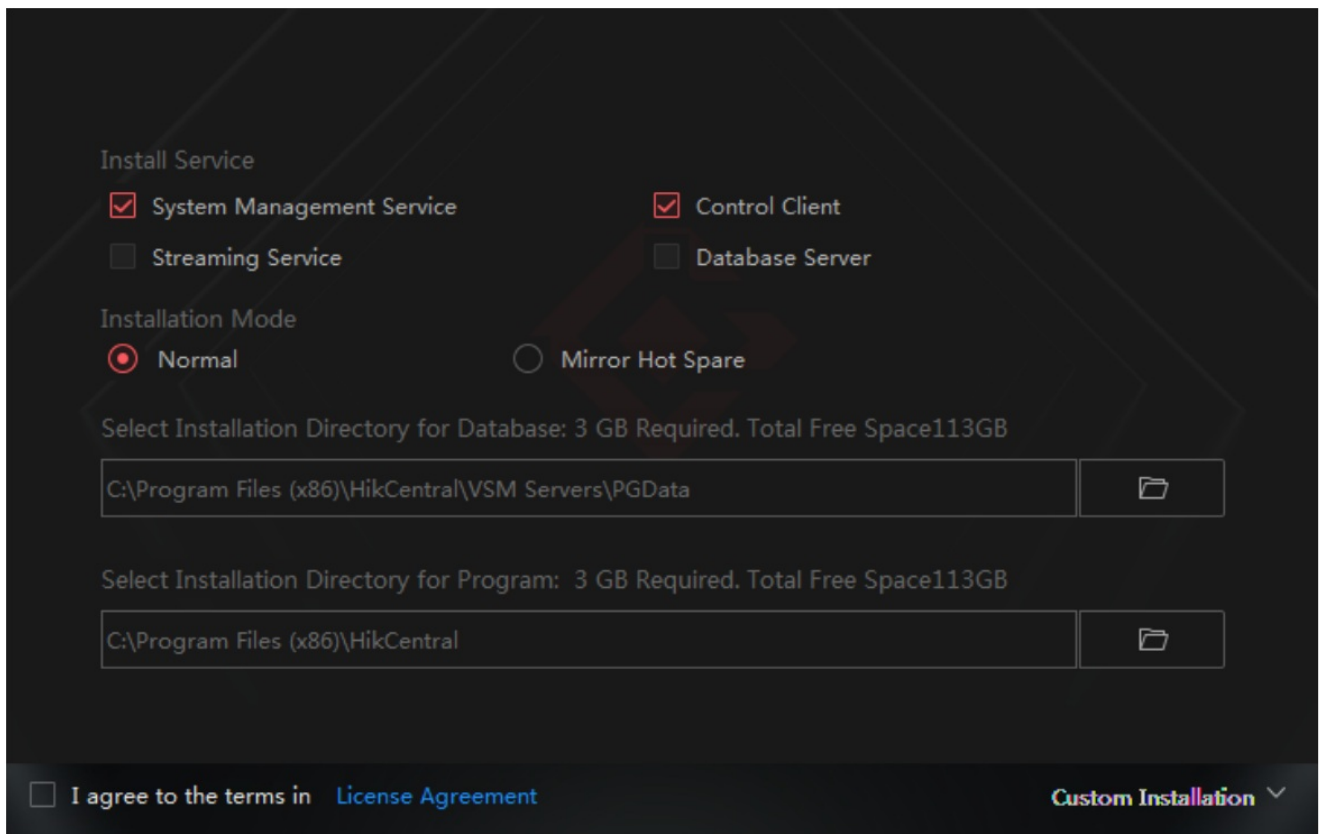 Install Service
System Management Service Control Client
Streaming Service Database Server
Installation Mode
Normal Mirror Hot Spare
Select Installation Directory for Database: 3 GB Required. Total Free Space113GB
C:\Program Files (x86)\HikCentral\VSM Servers\PGData
Select Installation Directory for Program: 3 GB Required. Total Free Space113GB
C:\Program Files (x86)\HikCentral
I agree to the terms in License Agreement Custom Installation